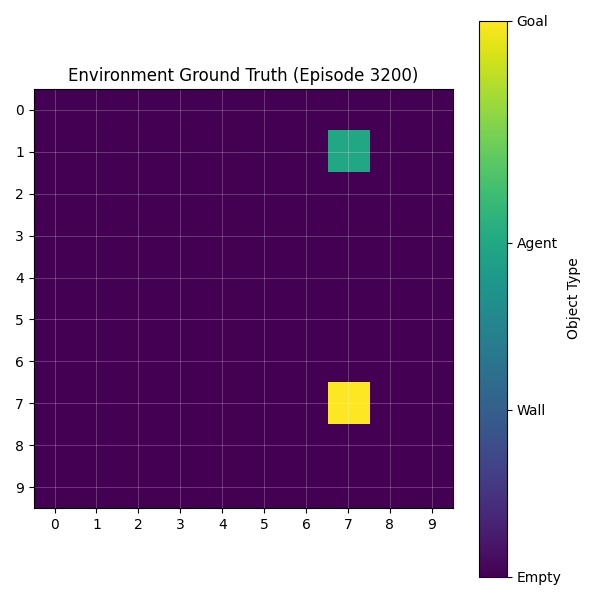 Environment Ground Truth (Episode 3200)
0
1
2
3
4
5
6
7
8
9
0 1 2 3 4 5 6 7 8 9
Goal
Agent
Wall
Empty
Object Type